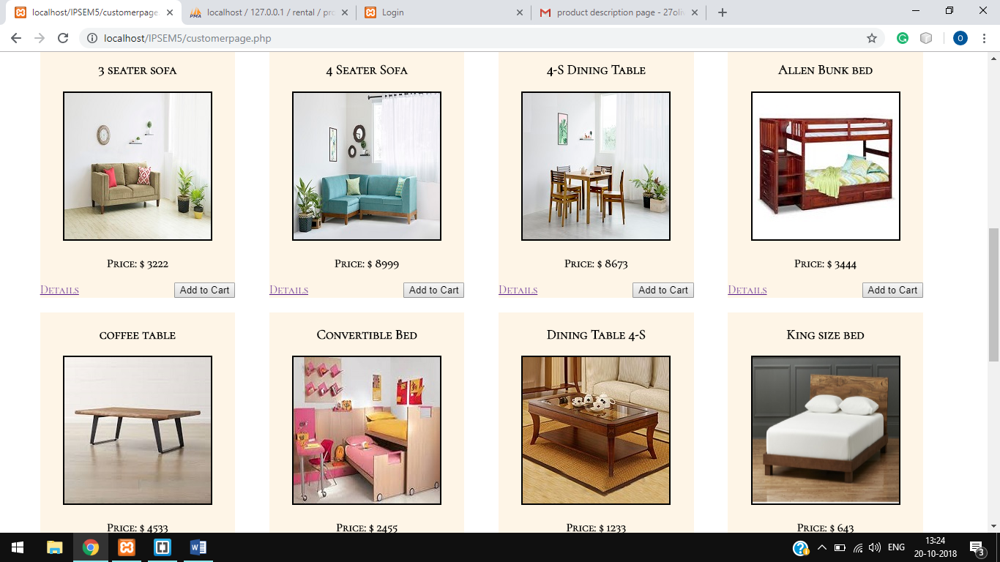 localhost/IPSEM5/customerpage.
localhost / 127.0.0.1 / rental / pro
Login
product description page - 27oliv
localhost/IPSEM5/customerpage.php
O
3 seater sofa
4 Seater Sofa
4-S Dining Table
Allen Bunk bed
Price: $ 3222
Price: $ 8999
Price: $ 8673
Price: $ 3444
Details
Add to Cart
Details
Add to Cart
Details
Add to Cart
Details
Add to Cart
coffee table
Convertible Bed
Dining Table 4-S
King size bed
Price: $ 4533
Price: $ 2455
Price: $ 1233
Price: $ 643
ENG
13:24
20-10-2018
3